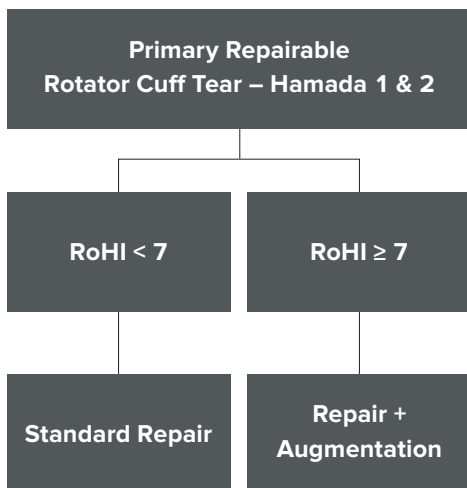 Primary Repairable
Rotator Cuff Tear – Hamada 1 & 2
RoHI < 7
RoHI ≥ 7
Standard Repair
Repair +
Augmentation